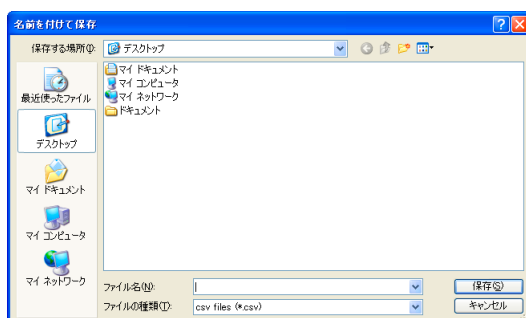 名前を付けて保存
保存する場所(I):
デスクトップ
マイ ドキュメント
マイ コンピュータ
マイ ネットワーク
ドキュメント
最近使ったファイル
デスクトップ
マイ ドキュメント
マイ コンピュータ
マイ ネットワーク
ファイル名(N):
保存(S)
ファイルの種類(T):
csv files (*.csv)
キャンセル